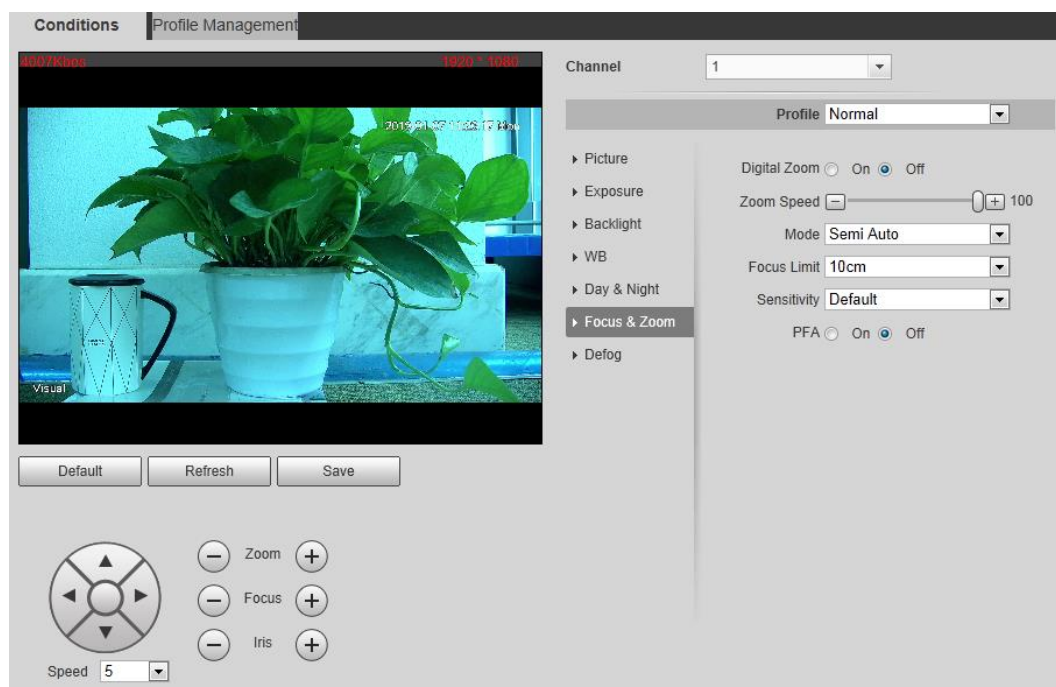 Conditions
Profile Management
4007Kbps
1920 * 1080
Visual
Default
Refresh
Save
Zoom
Focus
Iris
Speed 5
Channel 1
Profile Normal
Picture
Exposure
Backlight
WB
Day & Night
Focus & Zoom
Defog
Digital Zoom On Off
Zoom Speed 100
Mode Semi Auto
Focus Limit 10cm
Sensitivity Default
PFA On Off